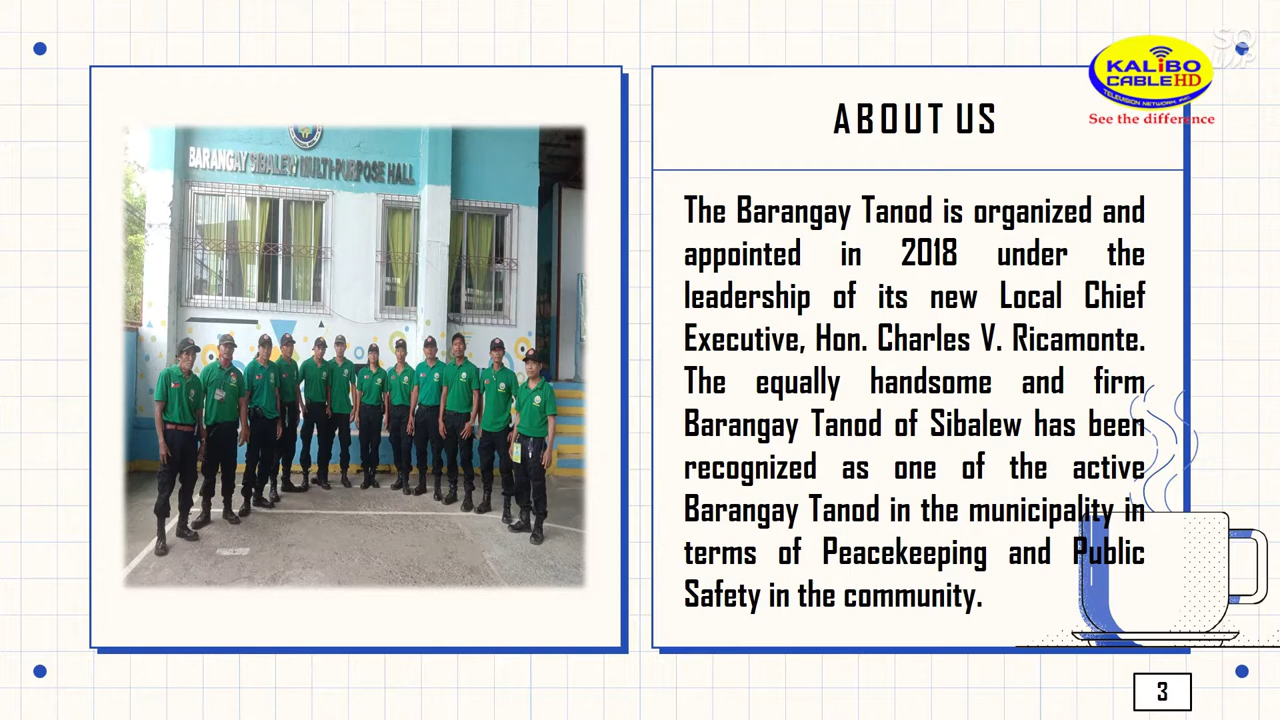 BARANGAY SIBALEW MULTI-PURPOSE HALL
KALiBO
CABLE HD
TELEVISION NETWORK, INC.
See the difference
ABOUT US
The Barangay Tanod is organized and
appointed in 2018 under the
leadership of its new Local Chief
Executive, Hon. Charles V. Ricamonte.
The equally handsome and firm
Barangay Tanod of Sibalew has been
recognized as one of the active
Barangay Tanod in the municipality in
terms of Peacekeeping and Public
Safety in the community.
3